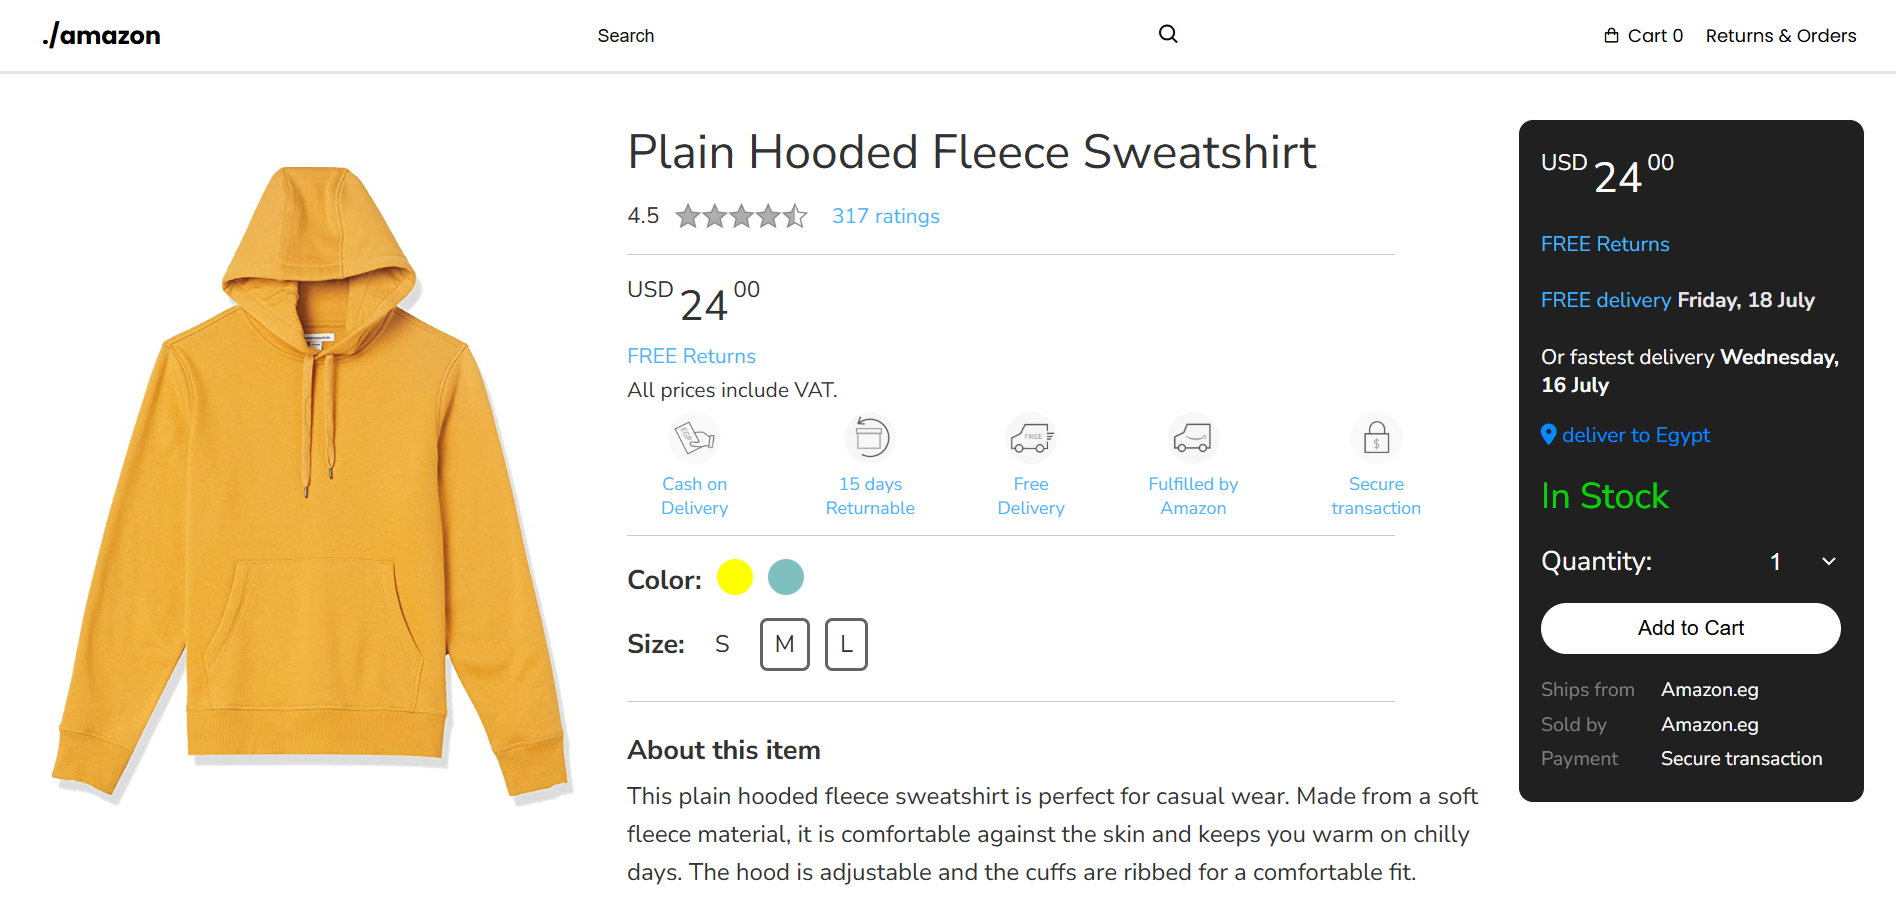 ./amazon
Search
Cart 0
Returns & Orders
Plain Hooded Fleece Sweatshirt
4.5
317 ratings
USD 24 00
FREE Returns
All prices include VAT.
EGP
FREE
$
Cash on
Delivery
15 days
Returnable
Free
Delivery
Fulfilled by
Amazon
Secure
transaction
Color:
Size: S M L
About this item
This plain hooded fleece sweatshirt is perfect for casual wear. Made from a soft
fleece material, it is comfortable against the skin and keeps you warm on chilly
days. The hood is adjustable and the cuffs are ribbed for a comfortable fit.
USD 24 00
FREE Returns
FREE delivery Friday, 18 July
Or fastest delivery Wednesday,
16 July
deliver to Egypt
In Stock
Quantity: 1
Add to Cart
Ships from Amazon.eg
Sold by Amazon.eg
Payment Secure transaction